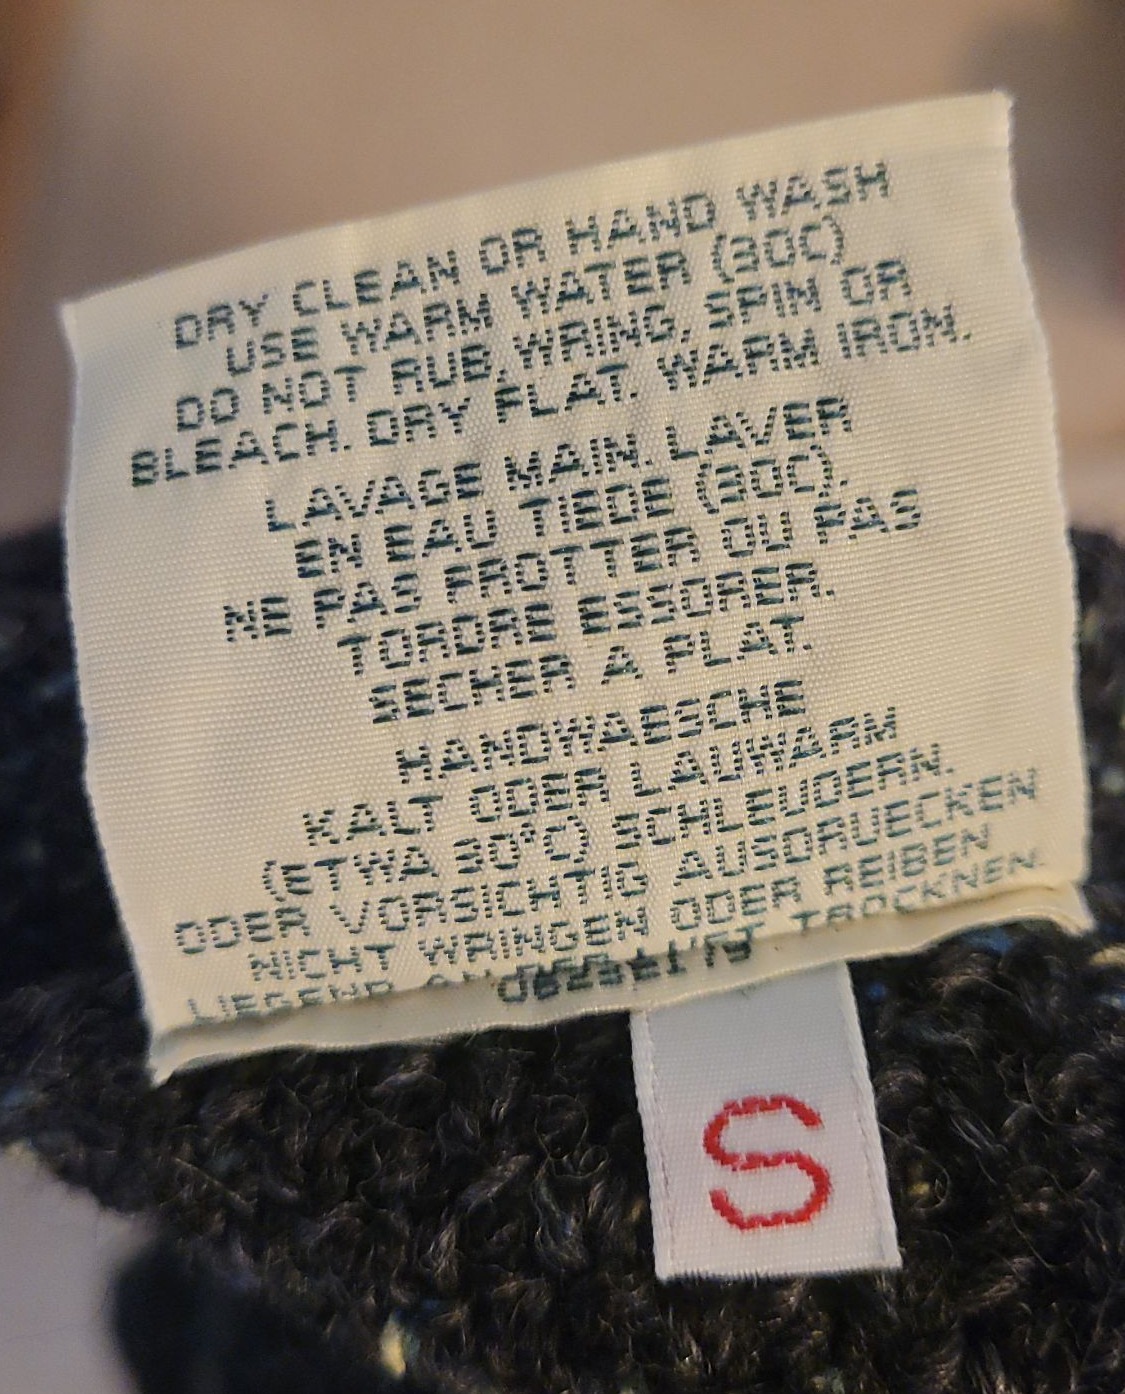 DRY CLEAN OR HAND WASH
USE WARM WATER (30C)
DO NOT RUB, WRING, SPIN OR
BLEACH. DRY FLAT. WARM IRON.
LAVAGE MAIN. LAVER
EN EAU TIEDE (30C).
NE PAS FROTTER OU PAS
TORDRE ESSORER.
SECHER A PLAT.
HANDWAESCHE
KALT ODER LAUWARM
(ETWA 30°C) SCHLEUDERN.
ODER VORSICHTIG AUSDRUECKEN
NICHT WRINGEN ODER REIBEN
LIEGEND TROCKNEN
S